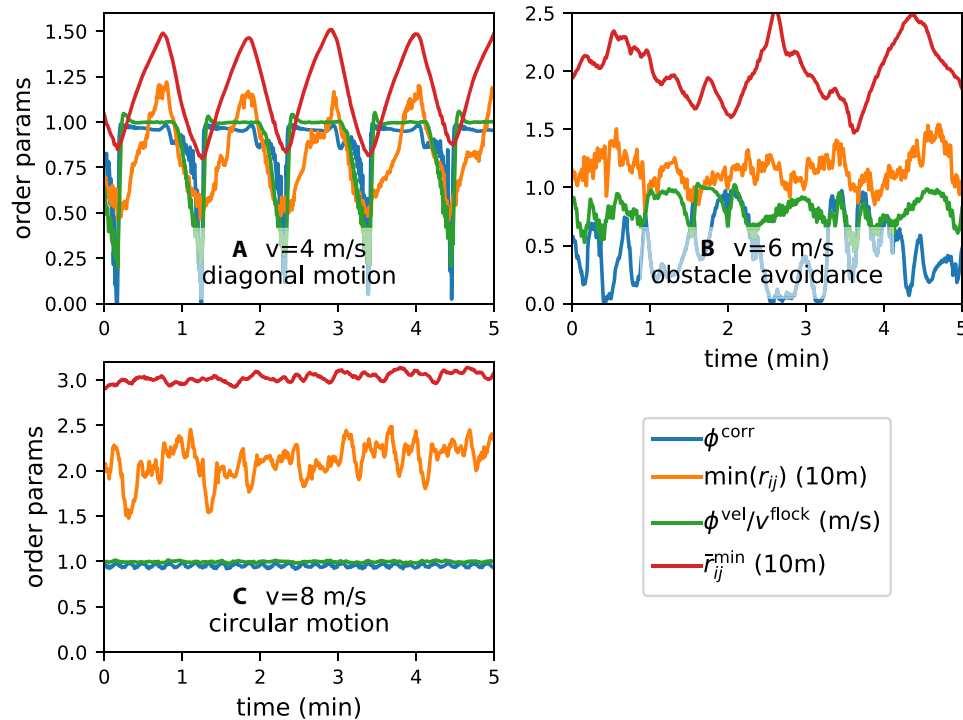 order params
1.50
1.25
1.00
0.75
0.50
0.25
0.00
A v=4 m/s
diagonal motion
0 1 2 3 4 5
2.5
2.0
1.5
1.0
0.5
0.0
B v=6 m/s
obstacle avoidance
0 1 2 3 4 5
time (min)
order params
3.0
2.5
2.0
1.5
1.0
0.5
0.0
C v=8 m/s
circular motion
0 1 2 3 4 5
time (min)
ϕ^corr
min(r_ij) (10m)
ϕ^vel/v^flock (m/s)
r̄_ij^min (10m)